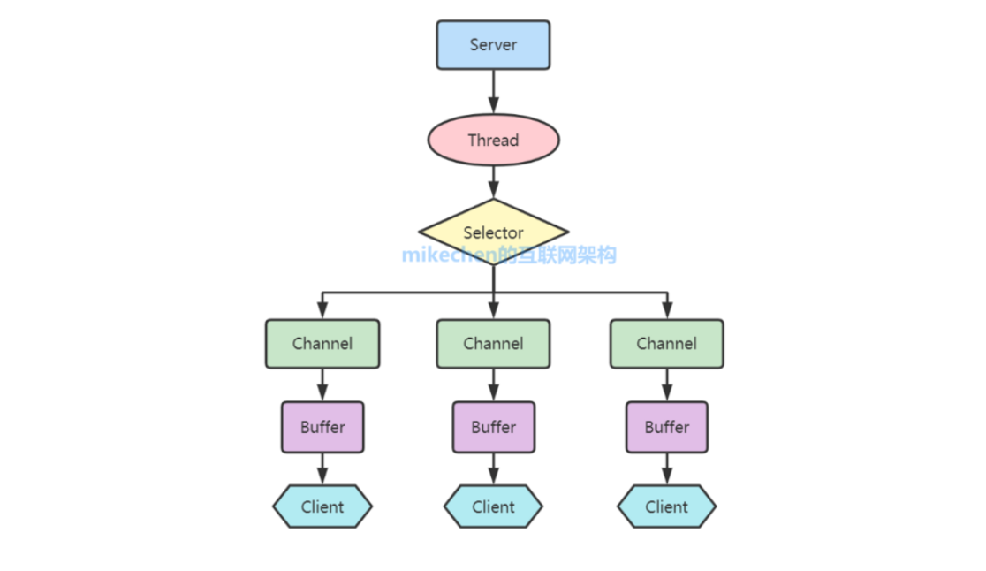 Server
Thread
Selector
mikechen的互联网架构
Channel Channel Channel
Buffer Buffer Buffer
Client Client Client